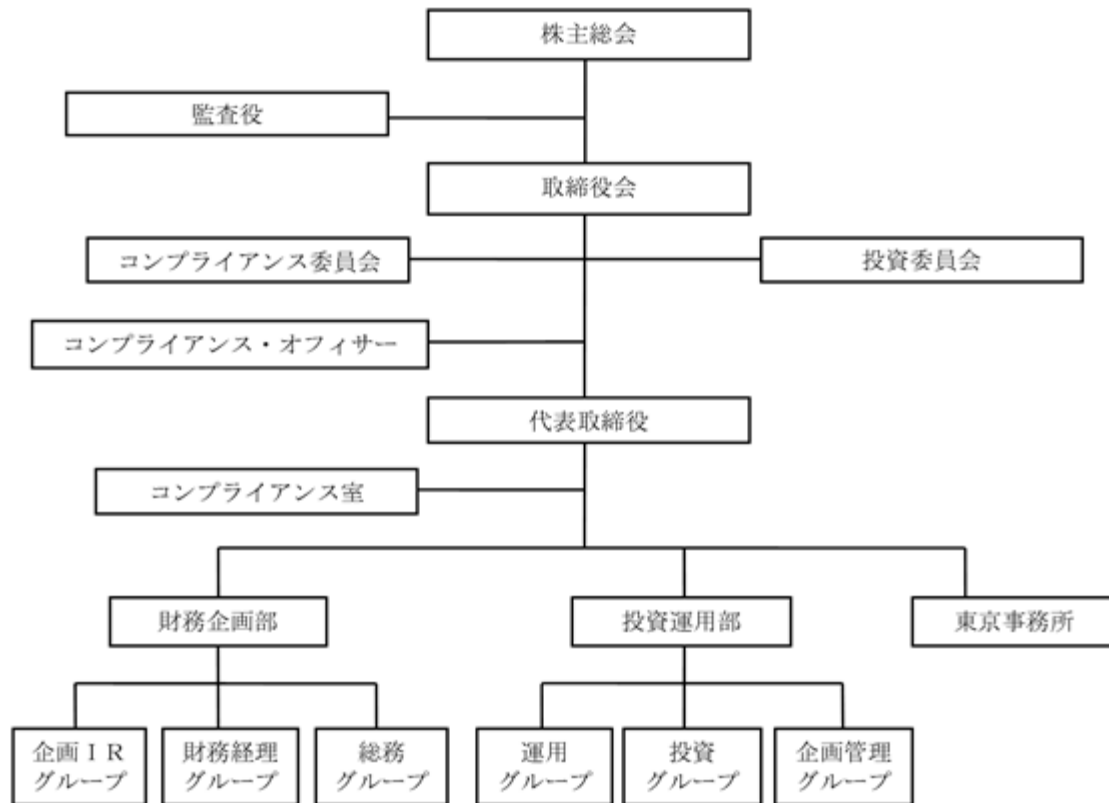 株主総会
監査役
取締役会
コンプライアンス委員会
投資委員会
コンプライアンス・オフィサー
代表取締役
コンプライアンス室
財務企画部
投資運用部
東京事務所
企画ＩＲ
グループ
財務経理
グループ
総務
グループ
運用
グループ
投資
グループ
企画管理
グループ